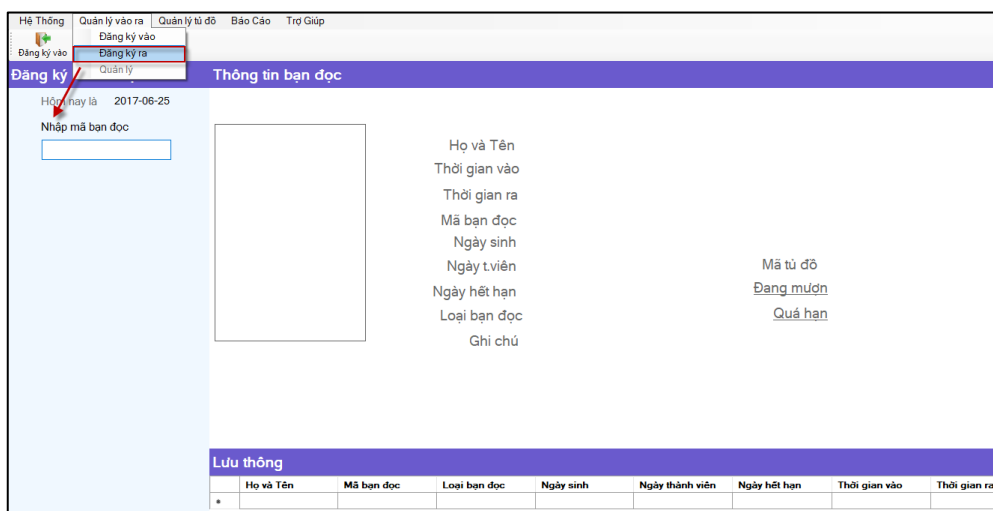 Hệ Thống Quản lý vào ra Quản lý tủ đồ Báo Cáo Trợ Giúp
Đăng ký vào
Đăng ký ra
Quản lý
Đăng ký vào
Đăng ký
Thông tin bạn đọc
Hôm nay là 2017-06-25
Nhập mã bạn đọc
Họ và Tên
Thời gian vào
Thời gian ra
Mã bạn đọc
Ngày sinh
Ngày t.viên
Mã tủ đồ
Ngày hết hạn
Đang mượn
Loại bạn đọc
Quá hạn
Ghi chú
Lưu thông
Họ và Tên Mã bạn đọc Loại bạn đọc Ngày sinh Ngày thành viên Ngày hết hạn Thời gian vào Thời gian ra